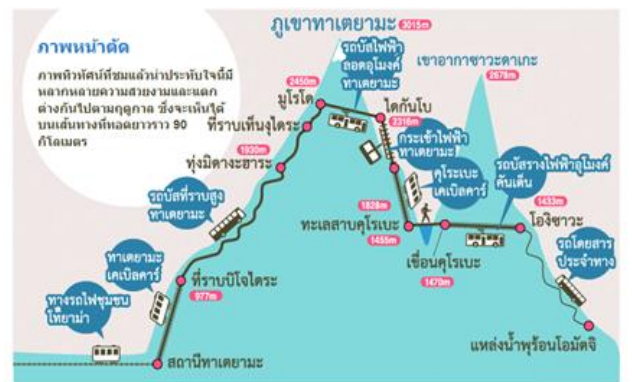 ภูเขาทาเตยามะ 3015m
ภาพหน้าตัด
ภาพทิวทัศน์ที่ชมแล้วน่าประทับใจนี้มี
หลากหลายความสวยงามและแตก
ต่างกันไปตามฤดูกาล ซึ่งจะเห็นได้
บนเส้นทางที่ทอดยาวราว 90
กิโลเมตร
รถบัสไฟฟ้า
ลอดอุโมงค์
ทาเตยามะ
เขาอากาซาวะดาเกะ
2678m
2450m
มูโรโด
ไดกันโบ
2316m
ที่ราบเท็นงุไดระ
กระเช้าไฟฟ้า
ทาเตยามะ
1930m
ทุ่งมิดางะฮาระ
คุโรเบะ
เคเบิลคาร์
รถบัสรางไฟฟ้าอุโมงค์
คันเด็น
รถบัสที่ราบสูง
ทาเตยามะ
1828m
ทะเลสาบคุโรเบะ
1455m
1433m
โองิซาวะ
เขื่อนคุโรเบะ
1470m
รถโดยสาร
ประจำทาง
ทาเตยามะ
เคเบิลคาร์
ที่ราบบิโจไดระ
977m
ทางรถไฟชุมชน
โทยาม่า
แหล่งน้ำพุร้อนโอมัตจิ
สถานีทาเตยามะ